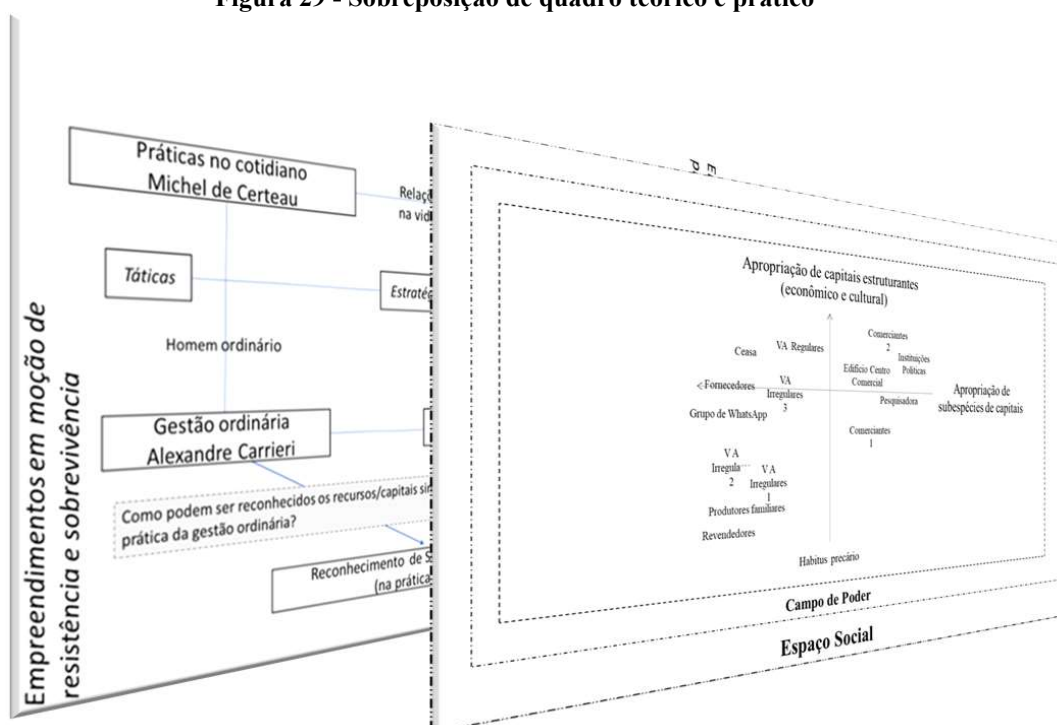 Figura 29 - Sobreposição de quadro teórico e prático
Empreendimentos em moção de
resistência e sobrevivência
Práticas no cotidiano
Michel de Certeau
na
Táticas
Homem ordinário
Gestão ordinária
Alexandre Carrieri
Como podem ser reconhecidos os recursos/capitais
prática da gestão ordinária?
Reconhecimento de
(na prática
Apropriação de capitais estruturantes
(econômico e cultural)
Comerciantes
2
Ceasa
VA Regulares
Instituições
Políticas
Edifício Centro
Comercial
Fornecedores
VA
Irregulares
3
Pesquisadora
Apropriação de
subespécies de capitais
Grupo de WhatsApp
Comerciantes
1
VA
Irregula
2
VA
Irregulares
1
Produtores familiares
Revendedores
Habitus precário
Campo de Poder
Espaço Social